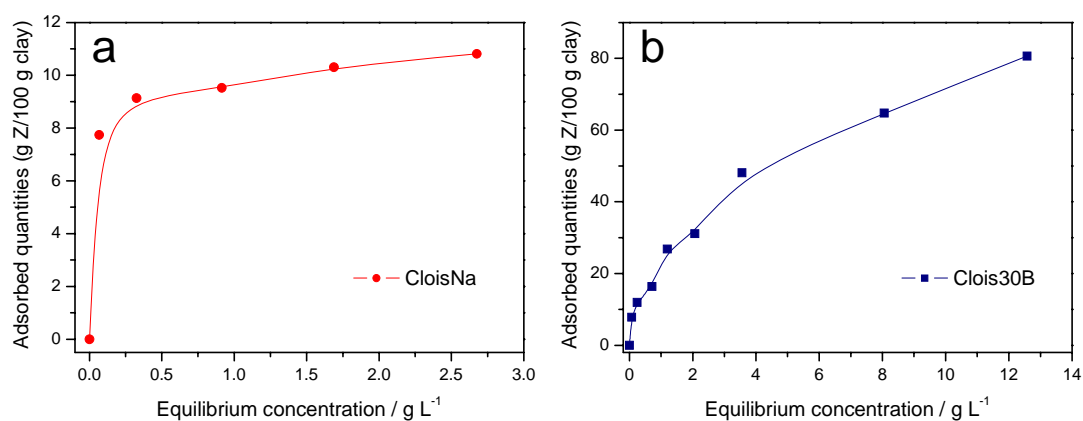 a
12
10
8
6
4
2
0
Adsorbed quantities (g Z/100 g clay)
CloisNa
0.0 0.5 1.0 1.5 2.0 2.5 3.0
Equilibrium concentration / g L⁻¹
b
80
60
40
20
0
Adsorbed quantities (g Z/100 g clay)
Clois30B
0 2 4 6 8 10 12 14
Equilibrium concentration / g L⁻¹